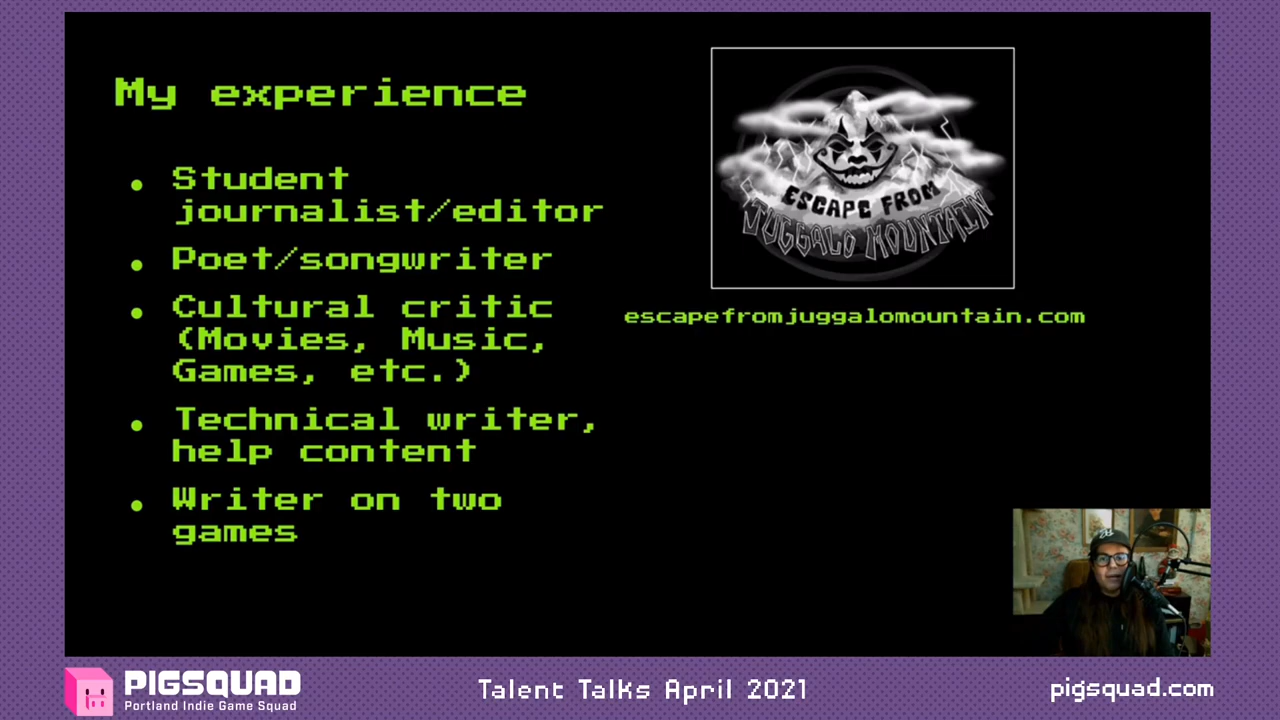 My experience
• Student
journalist/editor
• Poet/songwriter
• Cultural critic
(Movies, Music,
Games, etc.)
• Technical writer,
help content
• Writer on two
games
ESCAPE FROM
JUGGALO MOUNTAIN
escapefromjuggalomountain.com
PIGSQUAD
Portland Indie Game Squad
Talent Talks April 2021
pigsquad.com